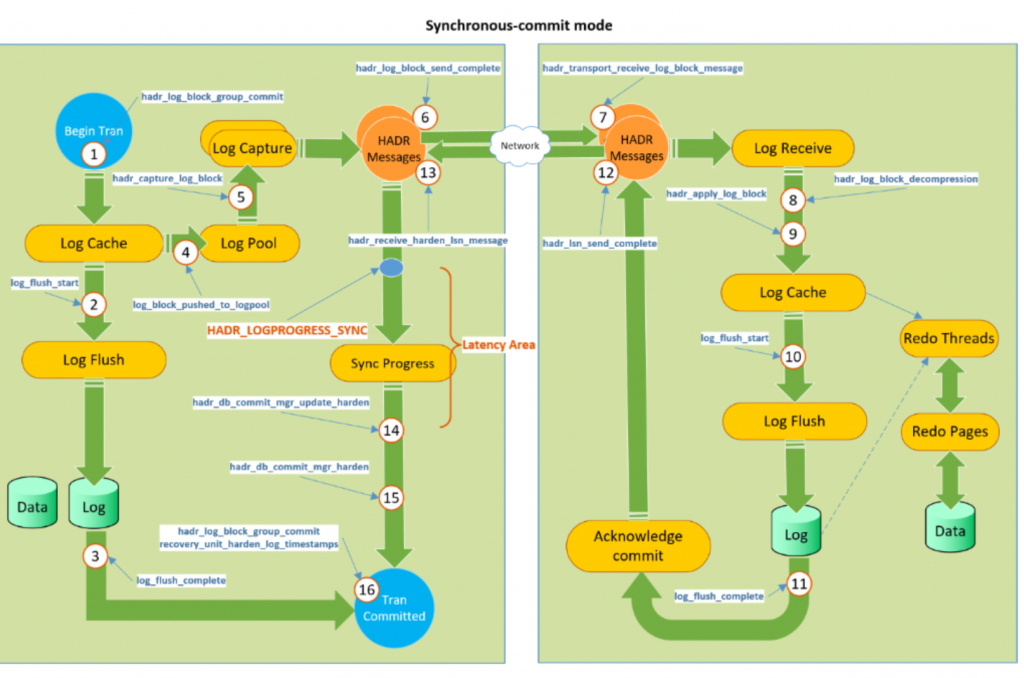 Synchronous-commit mode
hadr_log_block_group_commit
Begin Tran
1
hadr_capture_log_block
5
Log Capture
Log Cache
4
Log Pool
log_block_pushed_to_logpool
log_flush_start
2
Log Flush
Data
Log
3
log_flush_complete
hadr_log_block_send_complete
6
HADR
Messages
13
hadr_receive_harden_lsn_message
HADR_LOGPROGRESS_SYNC
Latency Area
Sync Progress
hadr_db_commit_mgr_update_harden
14
hadr_db_commit_mgr_harden
15
hadr_log_block_group_commit
recovery_unit_harden_log_timestamps
16
Tran
Committed
Network
hadr_transport_receive_log_block_message
7
HADR
Messages
12
hadr_lsn_send_complete
Log Receive
hadr_log_block_decompression
8
hadr_apply_log_block
9
Log Cache
log_flush_start
10
Log Flush
Redo Threads
Redo Pages
Data
Log
11
log_flush_complete
Acknowledge
commit